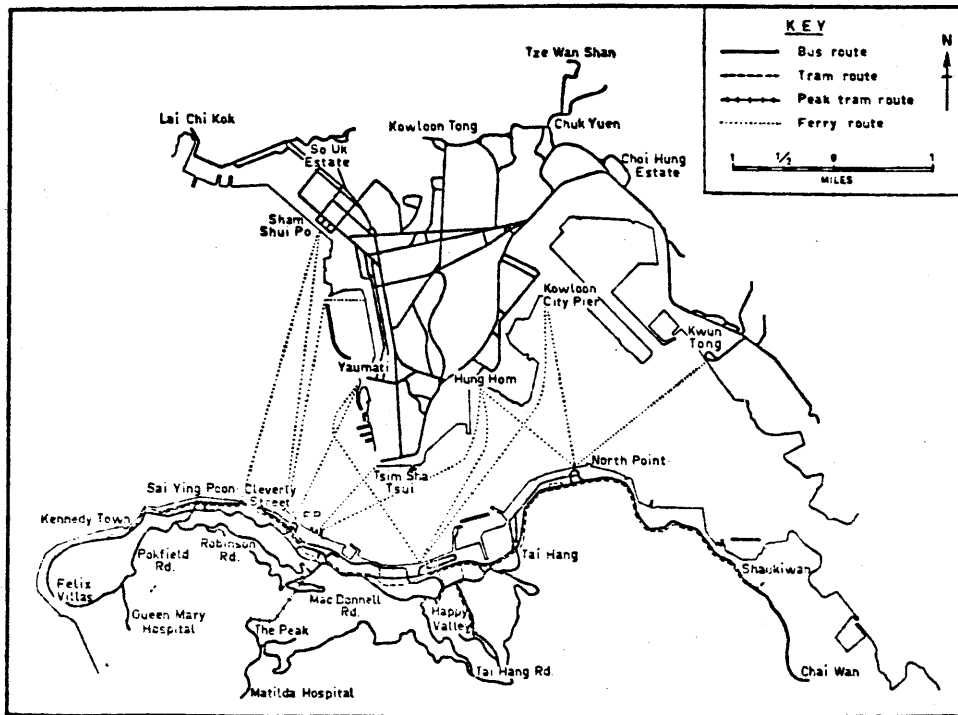 KEY
Bus route
Tram route
Peak tram route
Ferry route
N
1 1/2 0 1
MILES
Tze Wan Shan
Lai Chi Kok
Kowloon Tong
Chuk Yuen
So Uk
Estate
Choi Hung
Estate
Sham
Shui Po
Kowloon
City Pier
Kwun
Tong
Yaumati
Hung Hom
Tsim Sha
Tsui
North Point
Sai Ying Poon
Cleverly
Street
Kennedy Town
Pokfield
Rd.
Robinson
Rd.
Tai Hang
Shaukiwan
Felix
Villas
Mac Donnell
Rd.
Happy
Valley
Queen Mary
Hospital
The Peak
Tai Hang Rd.
Chai Wan
Matilda Hospital